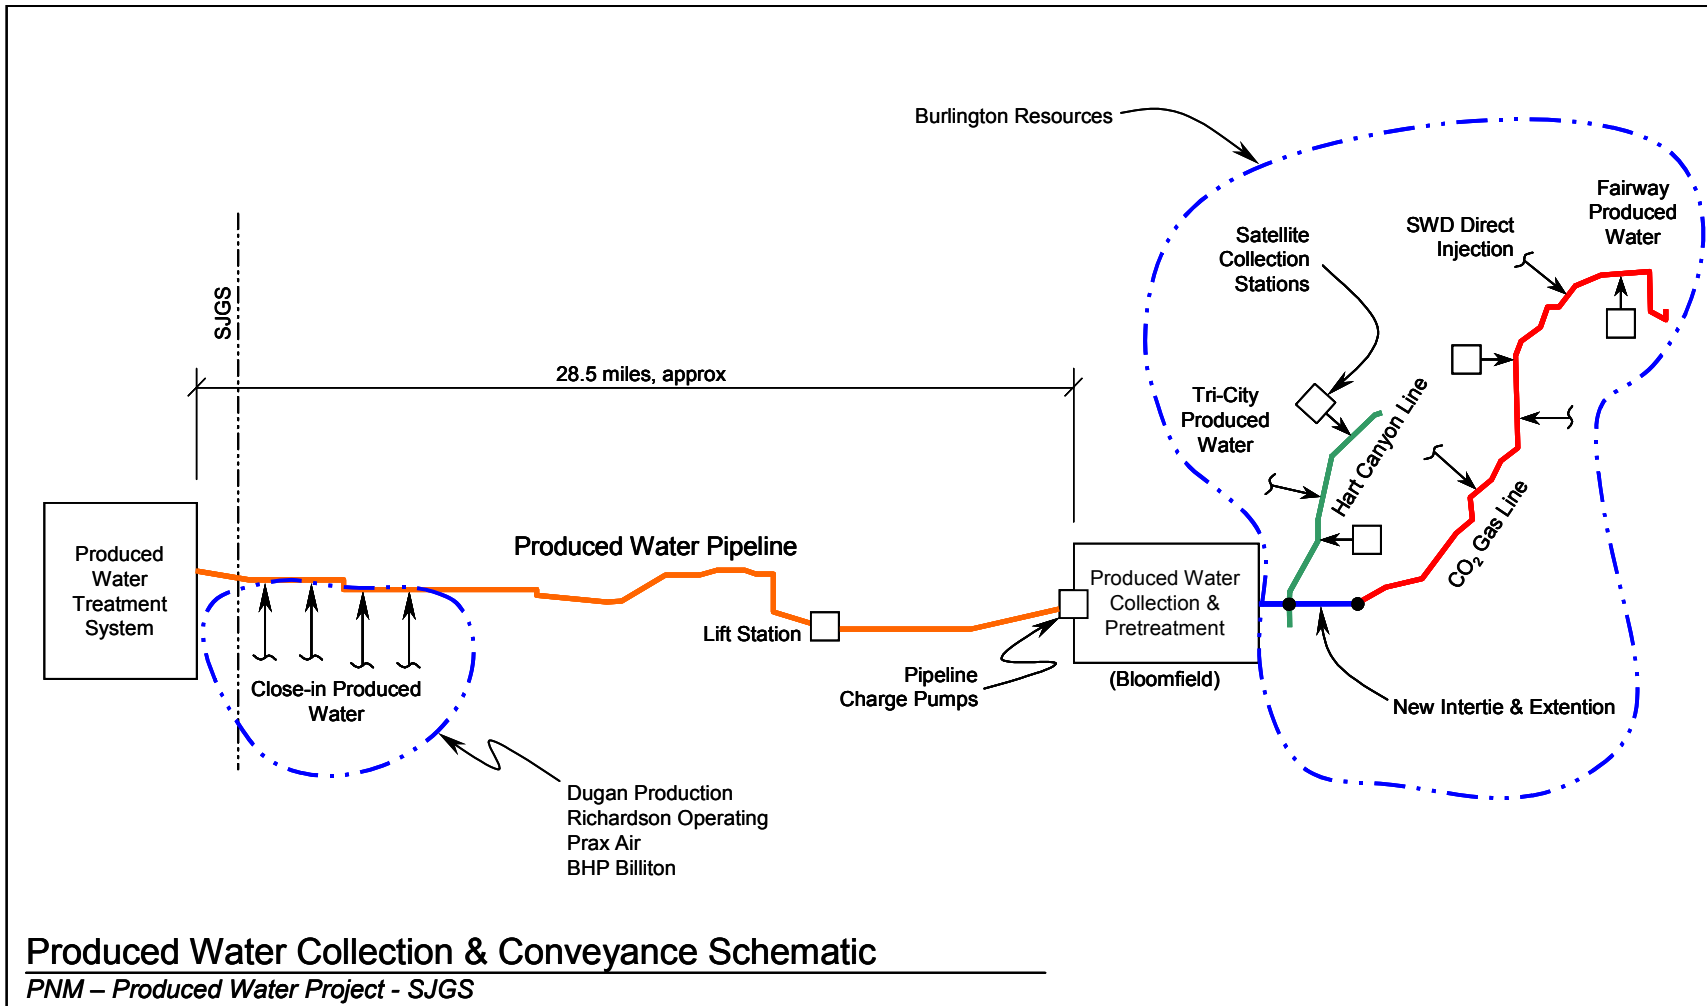 Burlington Resources
Fairway
Produced
Water
SWD Direct
Injection
Satellite
Collection
Stations
SJGS
28.5 miles, approx
Tri-City
Produced
Water
Hart Canyon Line
CO2 Gas Line
Produced
Water
Treatment
System
Produced Water Pipeline
Lift Station
Produced Water
Collection &
Pretreatment
(Bloomfield)
Pipeline
Charge Pumps
Close-in Produced
Water
New Intertie & Extention
Dugan Production
Richardson Operating
Prax Air
BHP Billiton
Produced Water Collection & Conveyance Schematic
PNM – Produced Water Project - SJGS